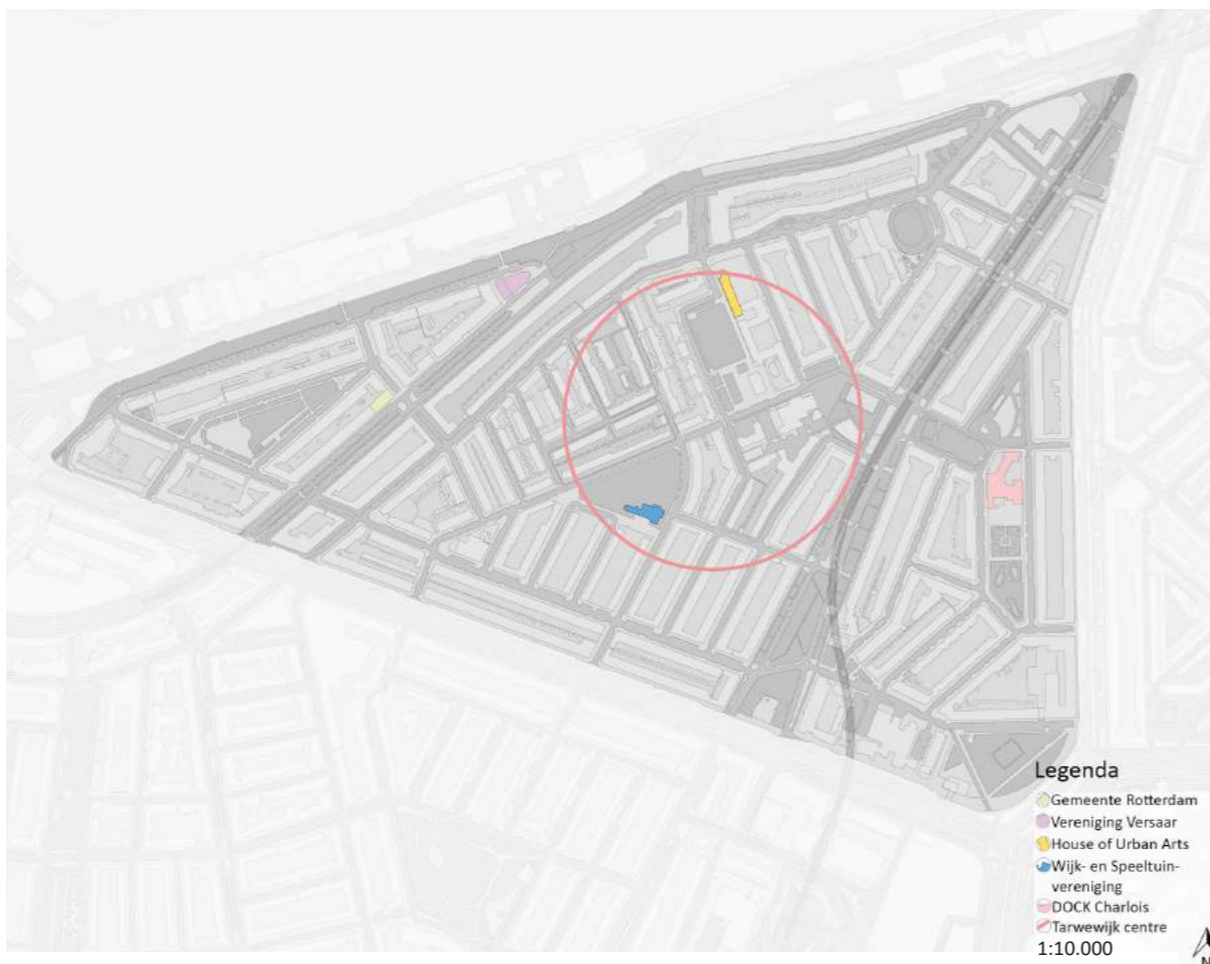 Legenda
Gemeente Rotterdam
Vereniging Versaar
House of Urban Arts
Wijk- en Speeltuin-
vereniging
DOCK Charlois
Tarwewijk centre
1:10.000
N